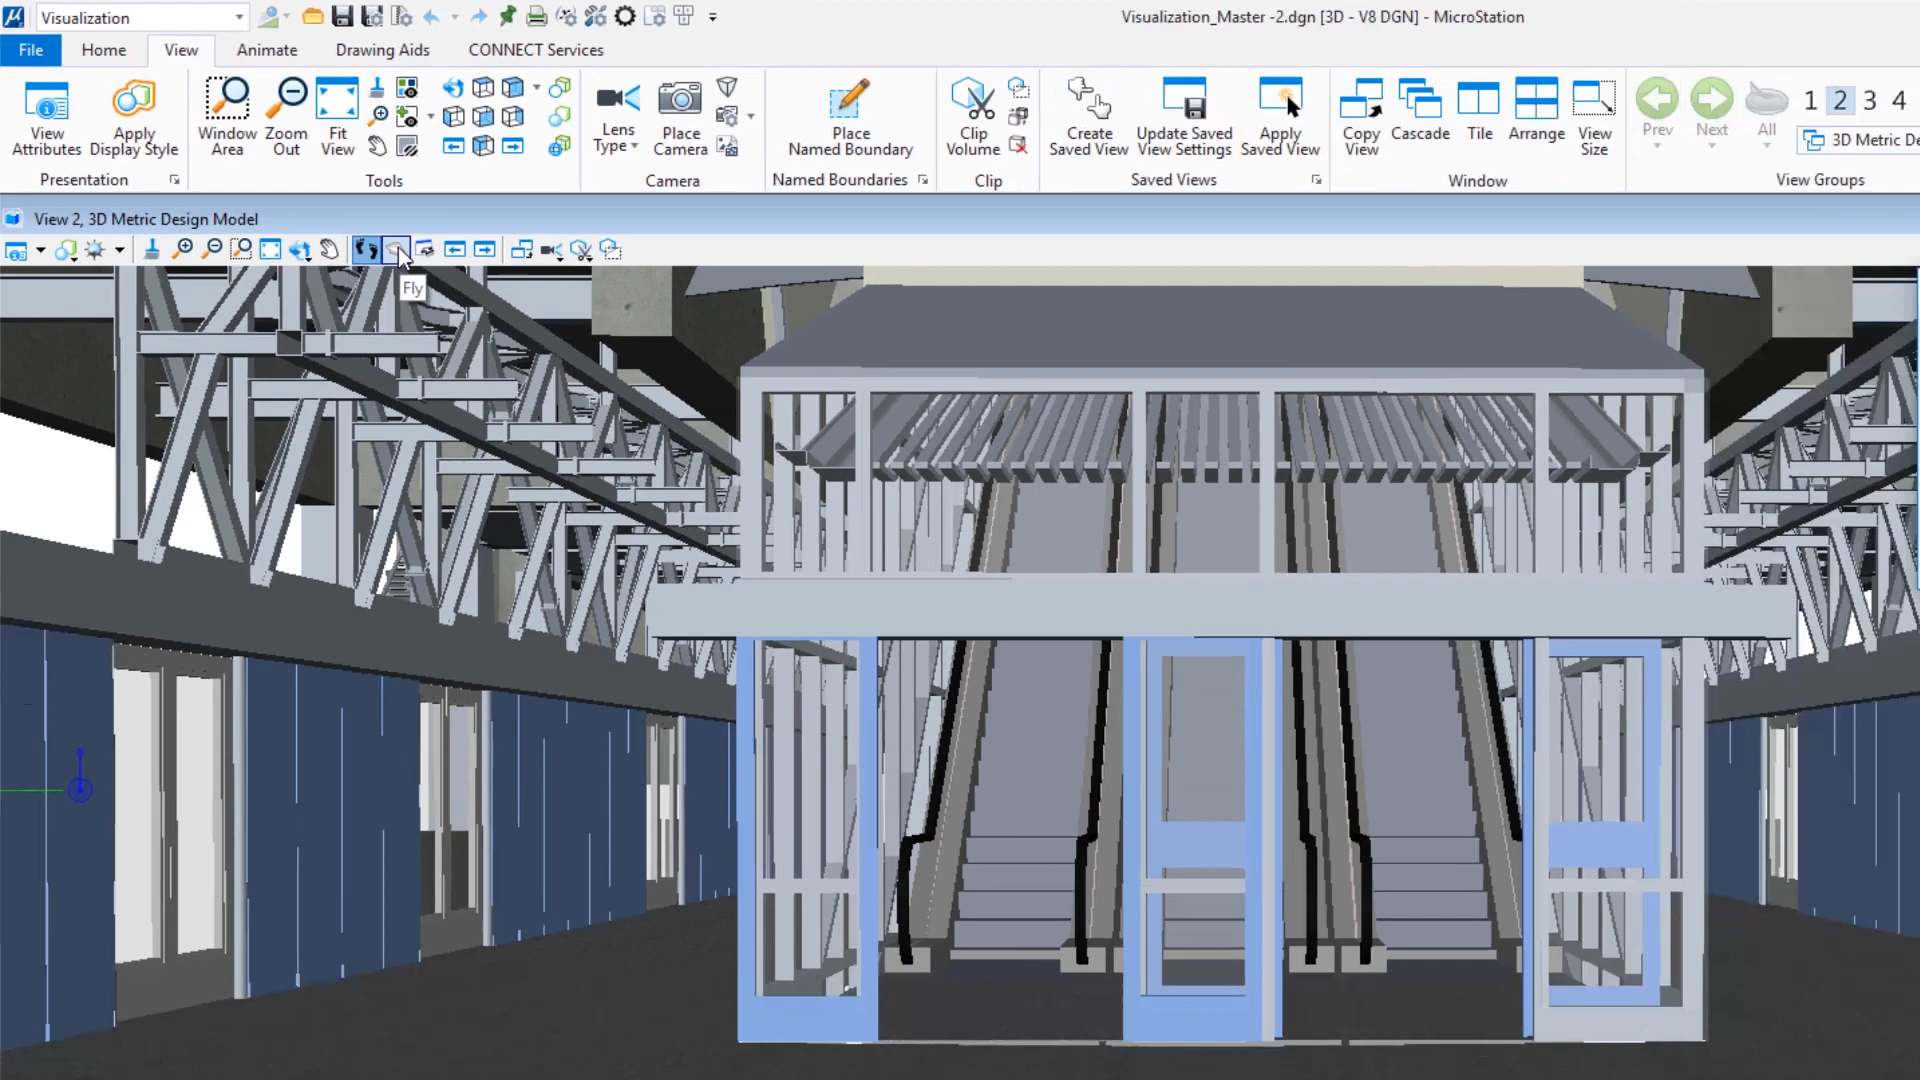 Visualization
Visualization_Master -2.dgn [3D - V8 DGN] - MicroStation
File Home View Animate Drawing Aids CONNECT Services
View Attributes
Apply Display Style
Presentation
Window Area
Zoom Out
Fit View
Tools
Lens Type
Place Camera
Camera
Place Named Boundary
Named Boundaries
Clip Volume
Clip
Create Saved View
Update Saved View Settings
Apply Saved View
Saved Views
Copy View
Cascade
Tile
Arrange
View Size
Window
Prev
Next
All
1 2 3 4
3D Metric De
View Groups
View 2, 3D Metric Design Model
Fly